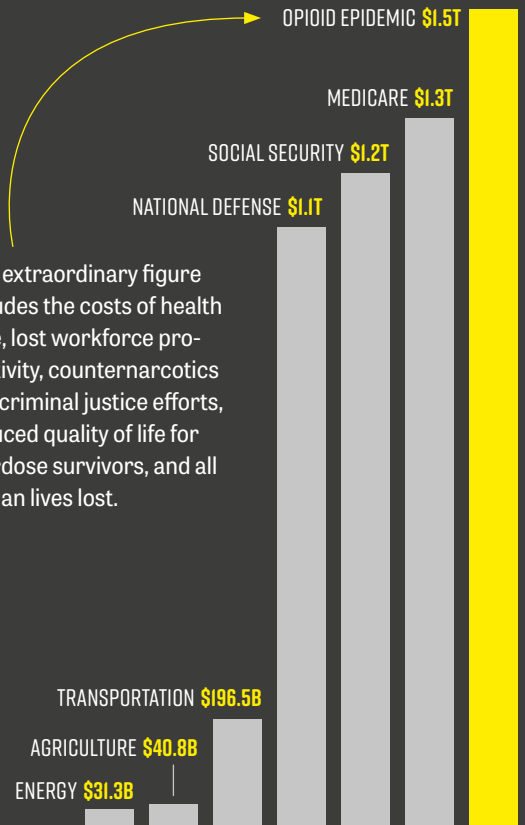 OPIOID EPIDEMIC $1.5T
MEDICARE $1.3T
SOCIAL SECURITY $1.2T
NATIONAL DEFENSE $1.1T
extraordinary figure
udes the costs of health
, lost workforce pro-
tivity, counternarcotics
criminal justice efforts,
uced quality of life for
rdose survivors, and all
an lives lost.
TRANSPORTATION $196.5B
AGRICULTURE $40.8B
ENERGY $31.3B